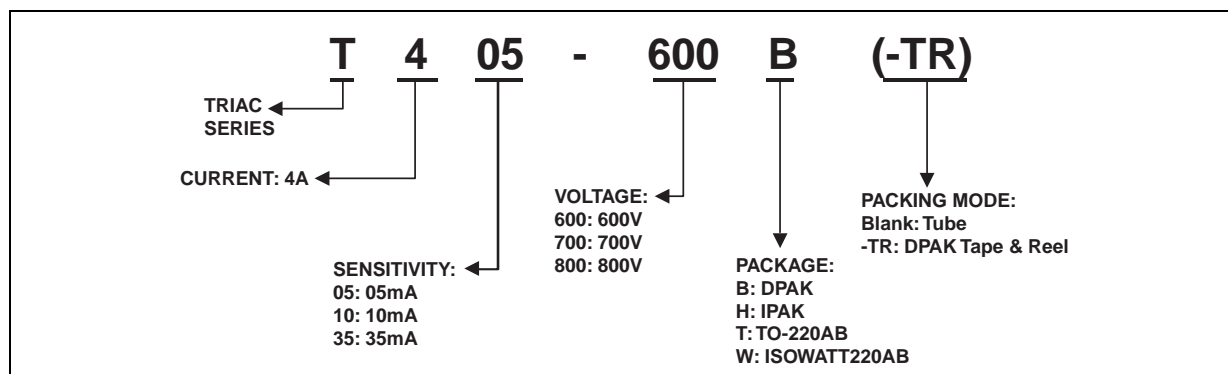 T 4 05 - 600 B (-TR)
TRIAC
SERIES
CURRENT: 4A
SENSITIVITY:
05: 05mA
10: 10mA
35: 35mA
VOLTAGE:
600: 600V
700: 700V
800: 800V
PACKAGE:
B: DPAK
H: IPAK
T: TO-220AB
W: ISOWATT220AB
PACKING MODE:
Blank: Tube
-TR: DPAK Tape & Reel